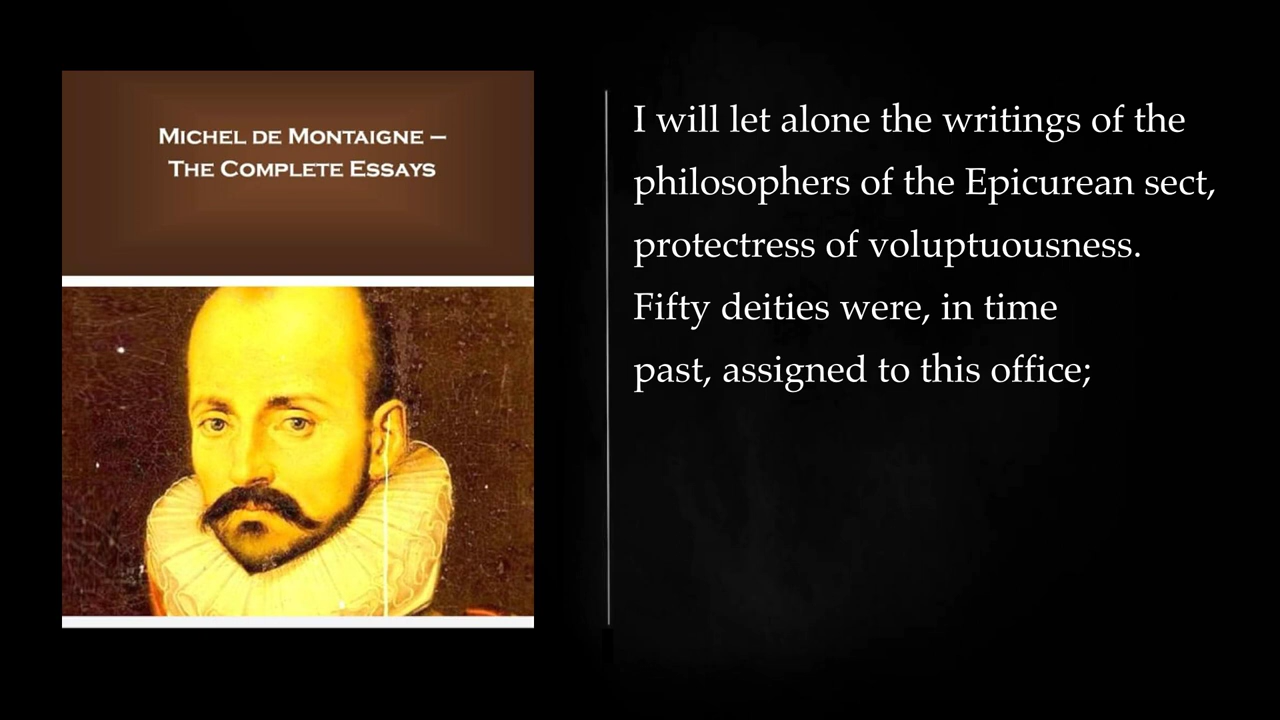 MICHEL DE MONTAIGNE –
THE COMPLETE ESSAYS
I will let alone the writings of the
philosophers of the Epicurean sect,
protectress of voluptuousness.
Fifty deities were, in time
past, assigned to this office;